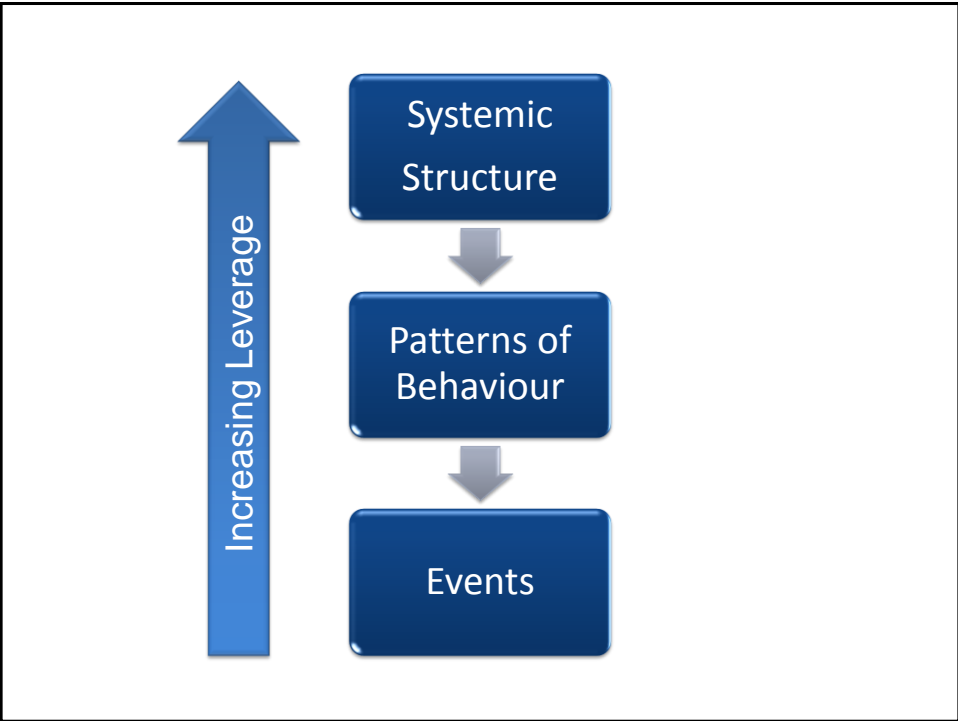 Systemic
Structure
Increasing Leverage
Patterns of
Behaviour
Events